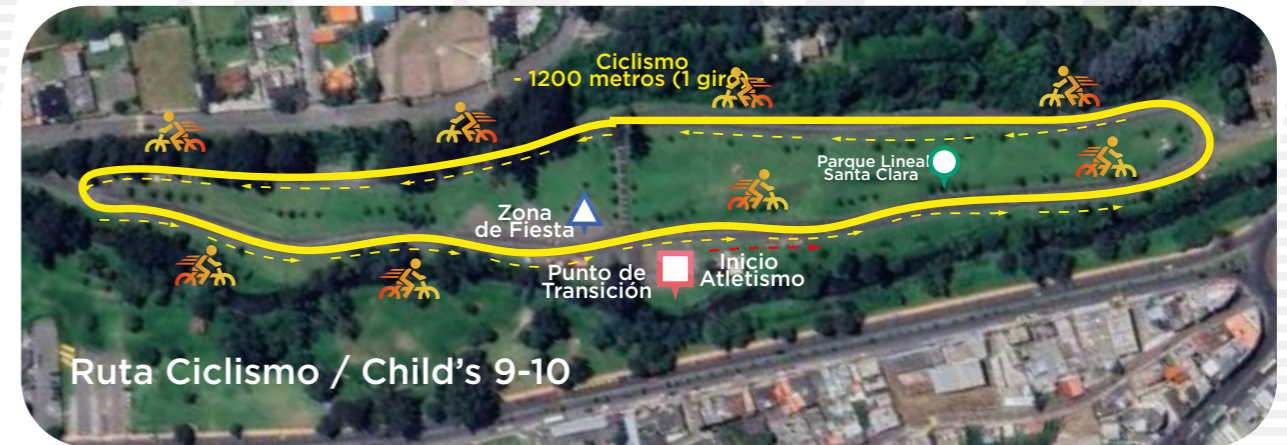 Ciclismo
- 1200 metros (1 giro) -
Parque Lineal
Santa Clara
Zona
de Fiesta
Punto de
Transición
Inicio
Atletismo
Ruta Ciclismo / Child's 9-10